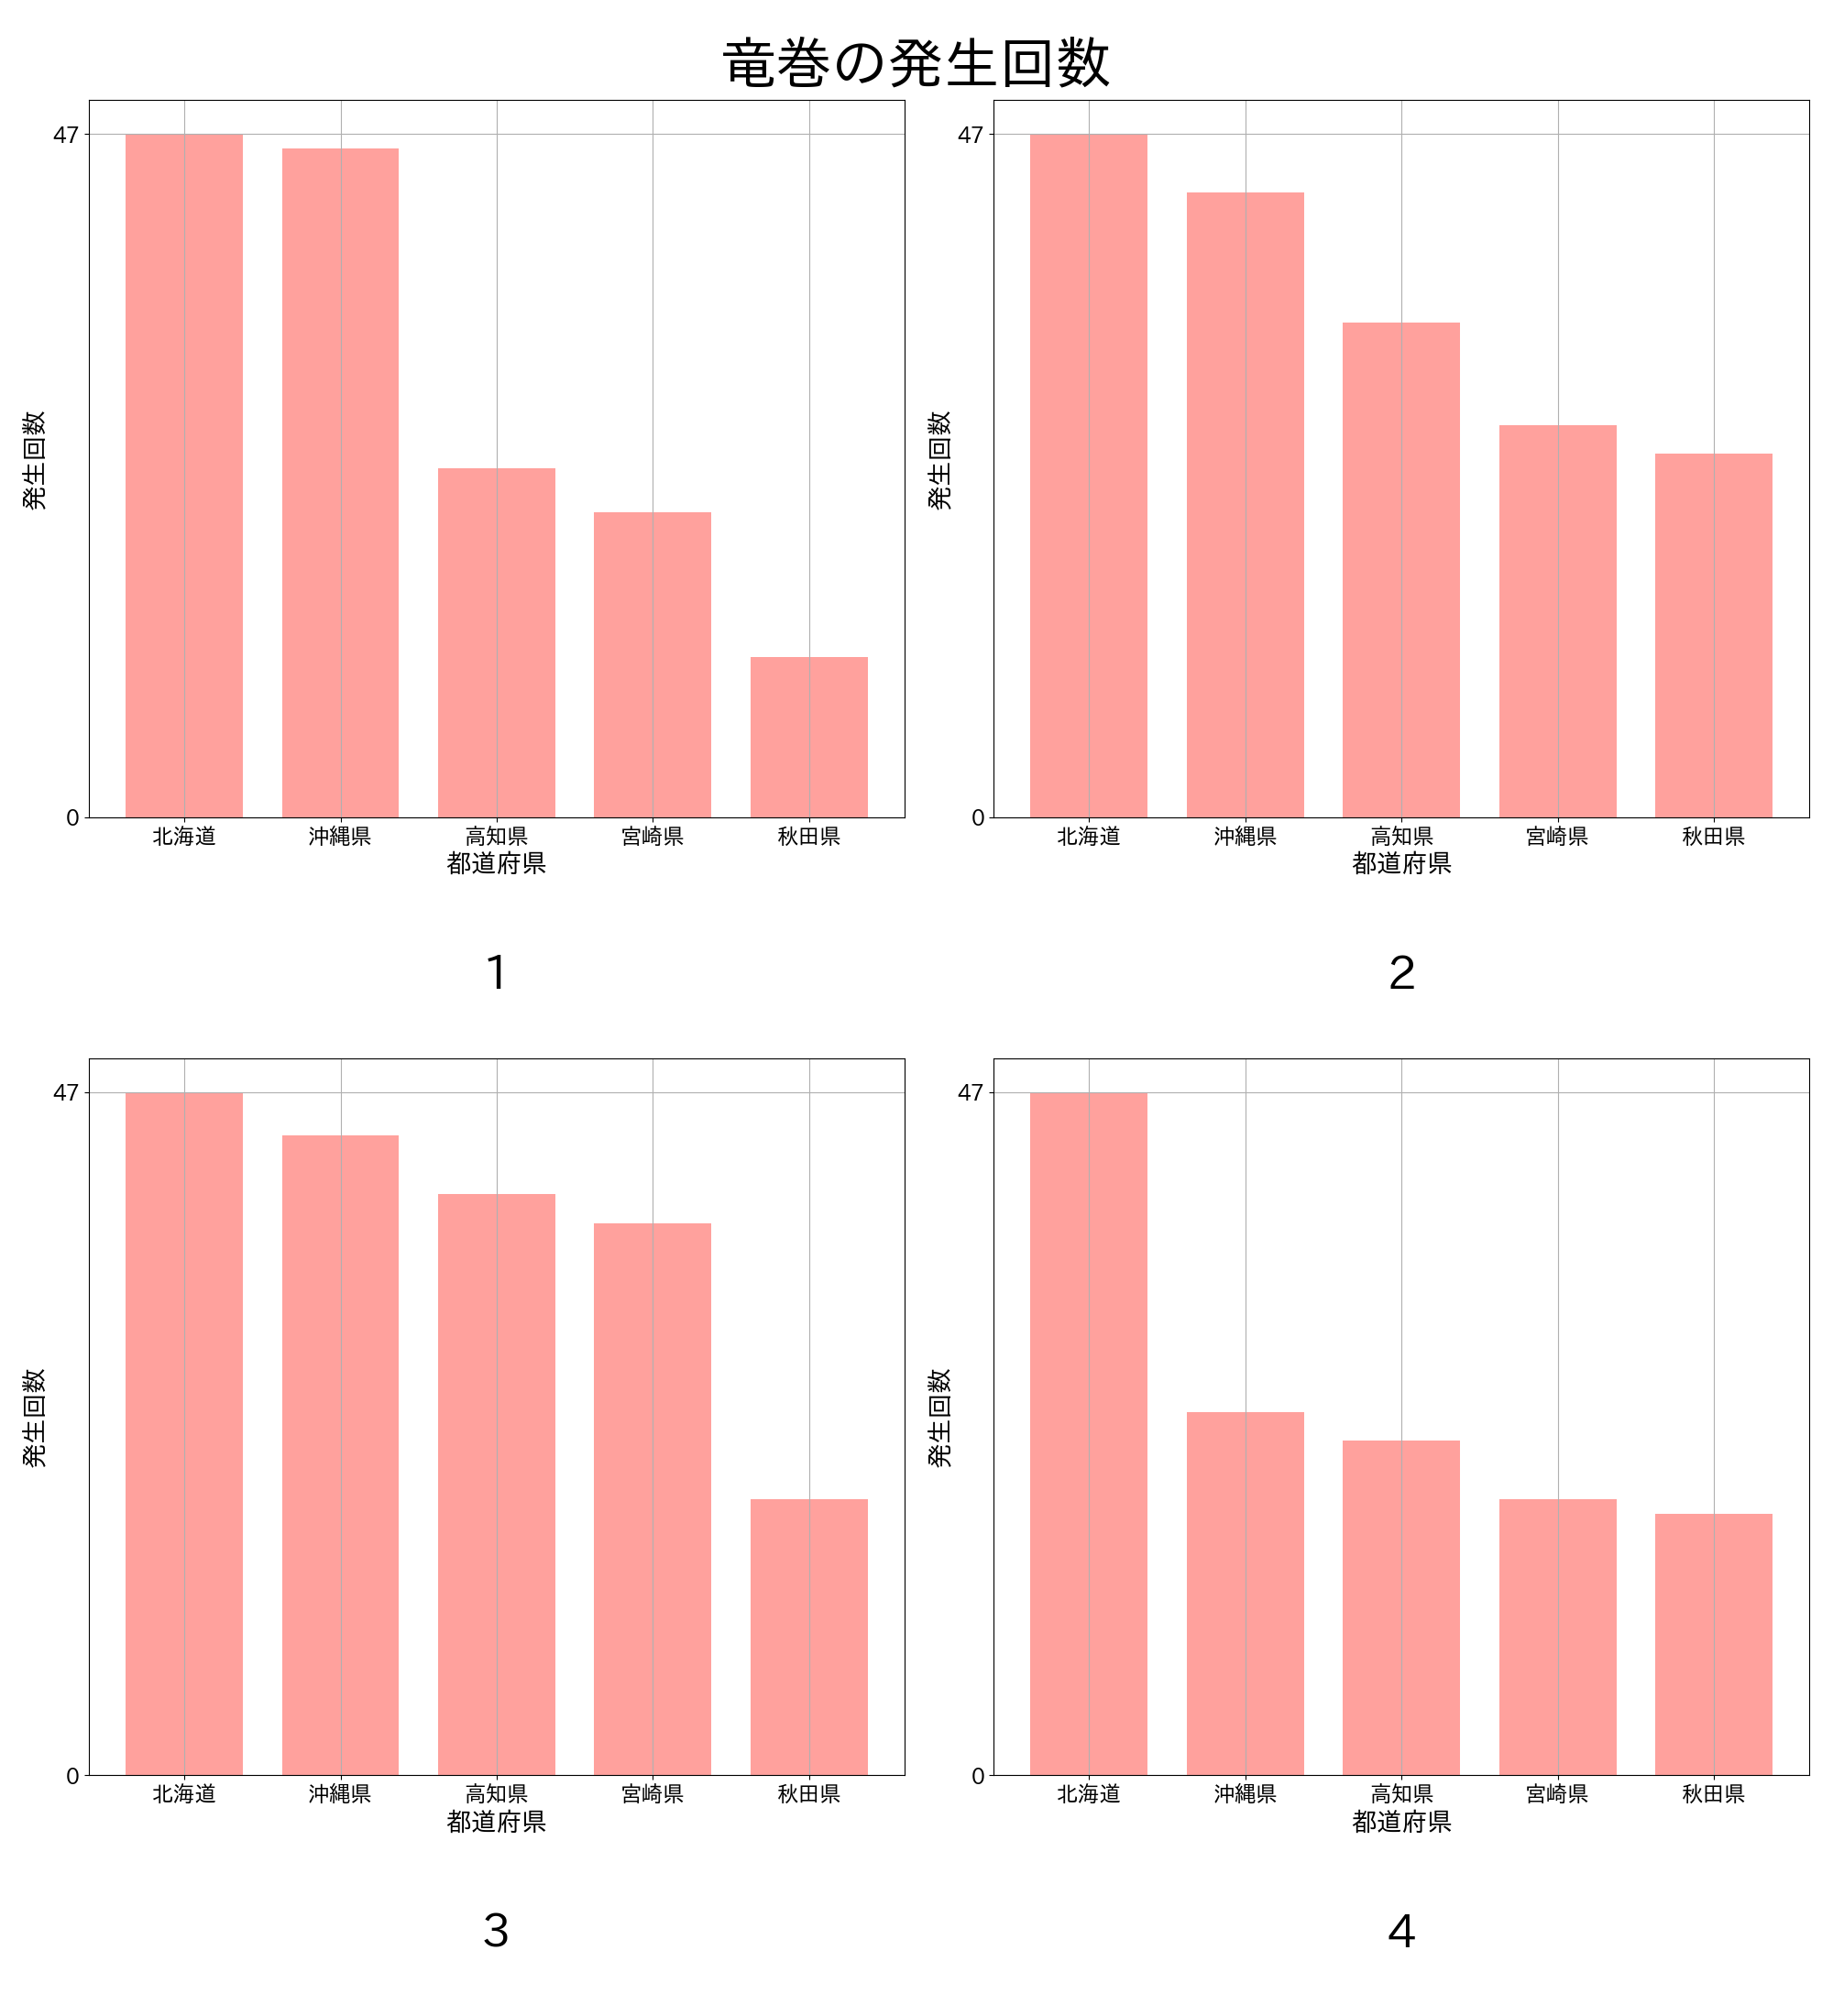 竜巻の発生回数
47
0
発生回数
北海道 沖縄県 高知県 宮崎県 秋田県
都道府県
1
47
0
発生回数
北海道 沖縄県 高知県 宮崎県 秋田県
都道府県
2
47
0
発生回数
北海道 沖縄県 高知県 宮崎県 秋田県
都道府県
3
47
0
発生回数
北海道 沖縄県 高知県 宮崎県 秋田県
都道府県
4